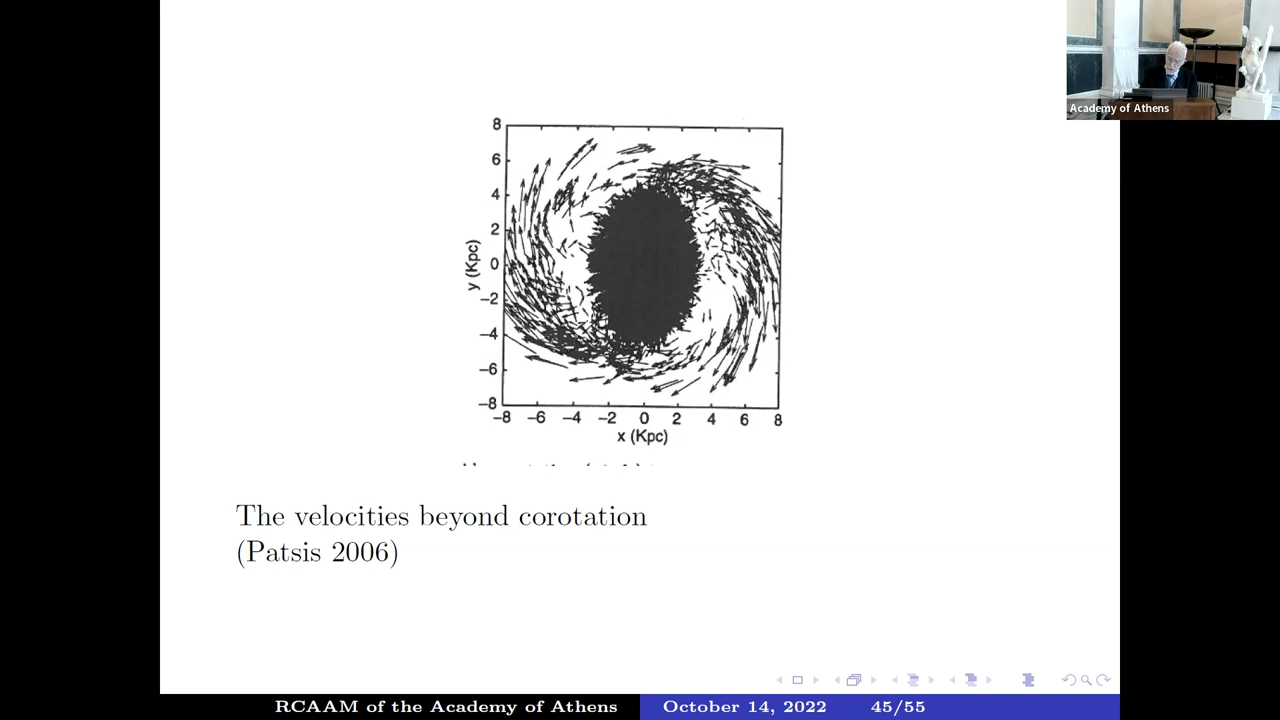 Academy of Athens
8
6
4
2
0
−2
−4
−6
−8
y (Kpc)
−8 −6 −4 −2 0 2 4 6 8
x (Kpc)
The velocities beyond corotation
(Patsis 2006)
RCAAM of the Academy of Athens October 14, 2022 45/55